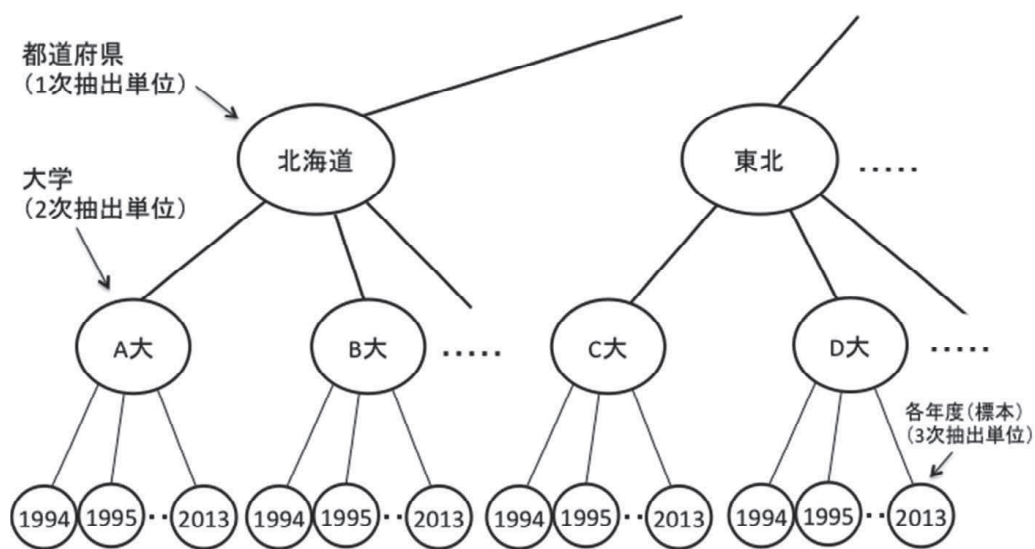 都道府県
(1次抽出単位)
北海道
東北
.....
大学
(2次抽出単位)
A大
B大
.....
C大
D大
.....
各年度(標本)
(3次抽出単位)
1994 1995 ‥ 2013 1994 1995 ‥ 2013 1994 1995 ‥ 2013 1994 1995 ‥ 2013